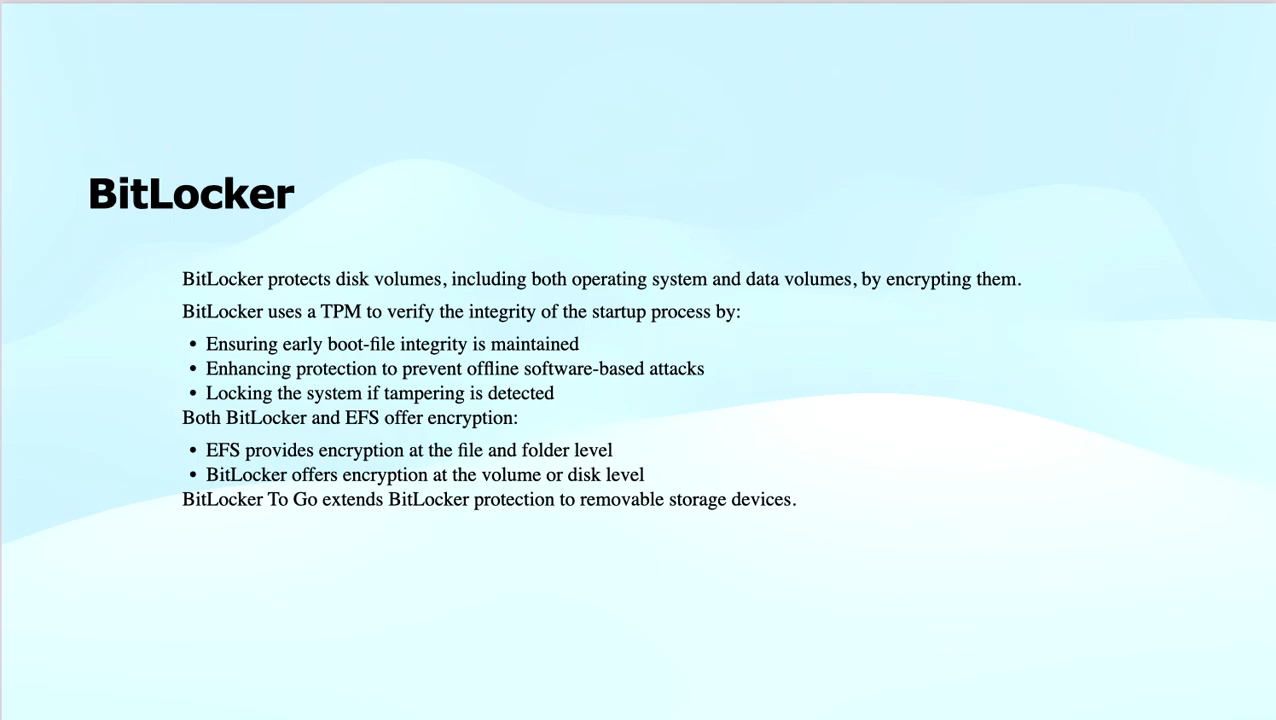 BitLocker
BitLocker protects disk volumes, including both operating system and data volumes, by encrypting them.
BitLocker uses a TPM to verify the integrity of the startup process by:
• Ensuring early boot-file integrity is maintained
• Enhancing protection to prevent offline software-based attacks
• Locking the system if tampering is detected
Both BitLocker and EFS offer encryption:
• EFS provides encryption at the file and folder level
• BitLocker offers encryption at the volume or disk level
BitLocker To Go extends BitLocker protection to removable storage devices.